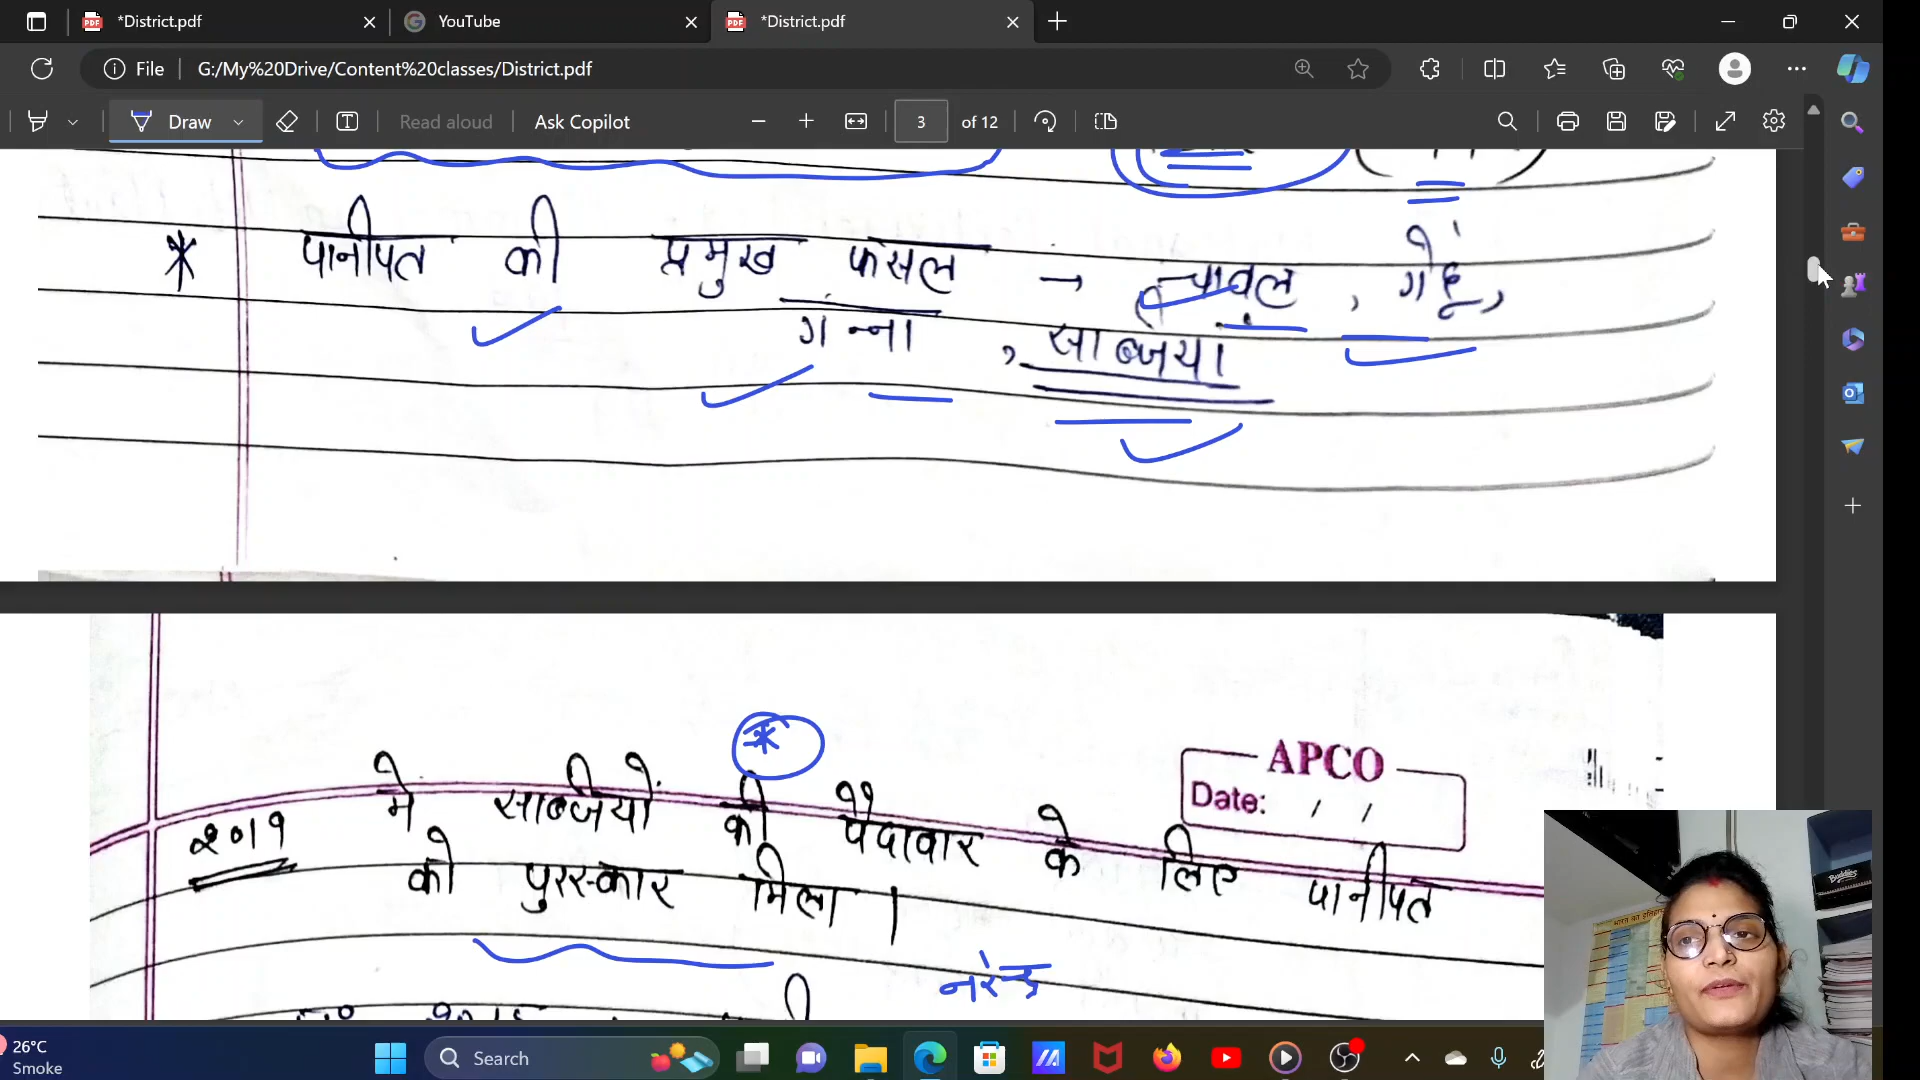 *District.pdf
YouTube
*District.pdf
File
G:/My%20Drive/Content%20classes/District.pdf
Draw
Read aloud
Ask Copilot
3
of 12
* पानीपत की प्रमुख फसल → चावल, गेहूं,
गन्ना, सब्जियां
APCO
Date: / /
*
2019 में सब्जियों की पैदावार के लिए पानीपत
को पुरस्कार मिला।
नरेन्द्र
26°C
Smoke
Search